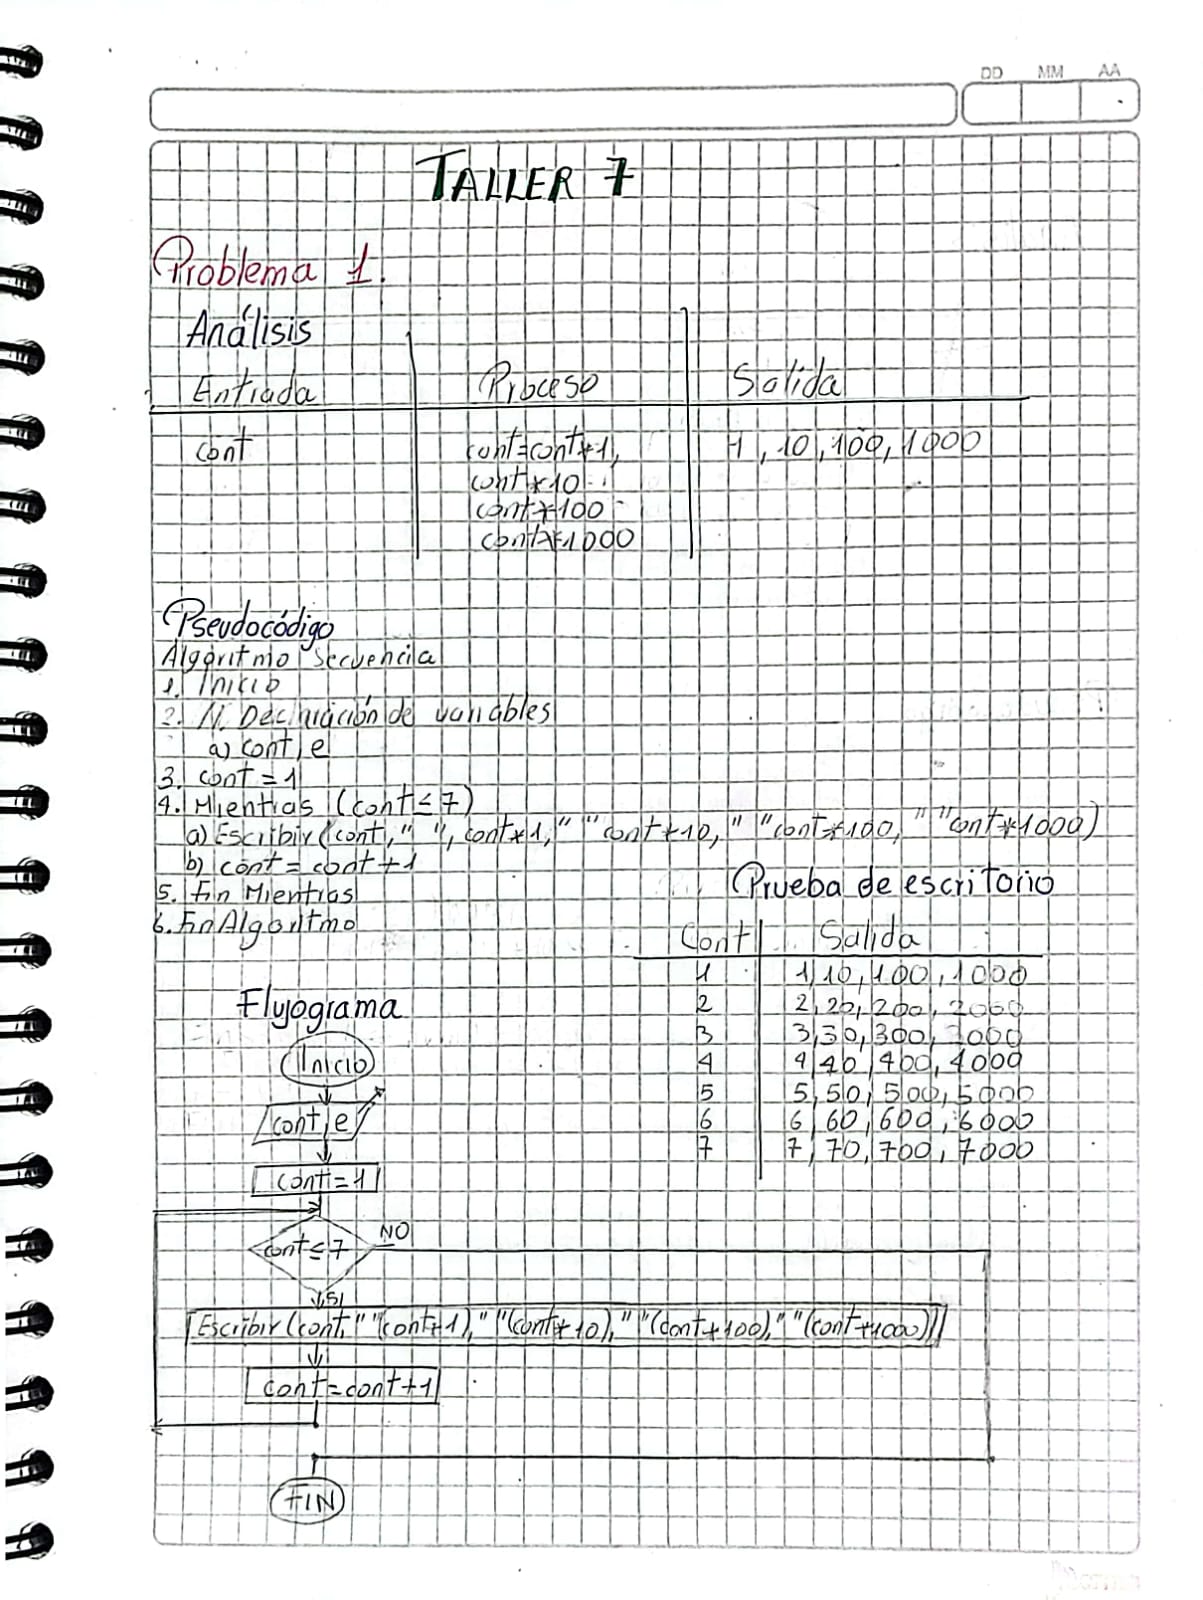 DD MM AA
TALLER 7
Problema 1.
Análisis
Entrada Proceso Salida
cont cont=cont*1, 1,10,100,1000
cont*10
cont*100
cont*1000
Pseudocódigo
Algoritmo Secuencia
1. Inicio
2. Declaración de variables
a) cont, e
3. cont = 1
4. Mientras (cont ≤ 7)
a) Escribir (cont," ", cont*1," "cont*10," "cont*100," "cont*1000)
b) cont = cont+1
5. Fin Mientras
6. FinAlgoritmo
Prueba de escritorio
Cont Salida
1 1,10,100,1000
2 2,20,200,2000
3 3,30,300,3000
4 4,40,400,4000
5 5,50,500,5000
6 6,60,600,6000
7 7,70,700,7000
Flujograma
Inicio
cont, e
cont=1
cont≤7 NO
SI
Escribir(cont," "(cont*1)," "(cont*10)," "(cont*100)," "(cont*1000))
cont=cont+1
FIN